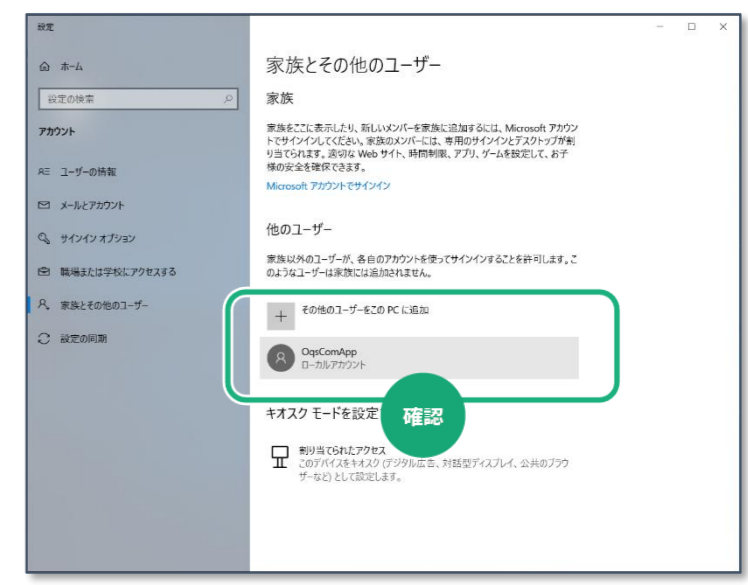 設定
ホーム
設定の検索
アカウント
ユーザーの情報
メールとアカウント
サインイン オプション
職場または学校にアクセスする
家族とその他のユーザー
設定の同期
家族とその他のユーザー
家族
家族をここに表示したり、新しいメンバーを家族に追加するには、Microsoft アカウン
トでサインインしてください。家族のメンバーには、専用のサインインとデスクトップが割
り当てられます。適切な Web サイト、時間制限、アプリ、ゲームを設定して、お子
様の安全を確保できます。
Microsoft アカウントでサインイン
他のユーザー
家族以外のユーザーが、各自のアカウントを使ってサインインすることを許可します。こ
のようなユーザーは家族には追加されません。
その他のユーザーをこの PC に追加
OqsComApp
ローカルアカウント
キオスク モードを設定
確認
割り当てられたアクセス
このデバイスをキオスク (デジタル広告、対話型ディスプレイ、公共のブラウ
ザーなど) として設定します。